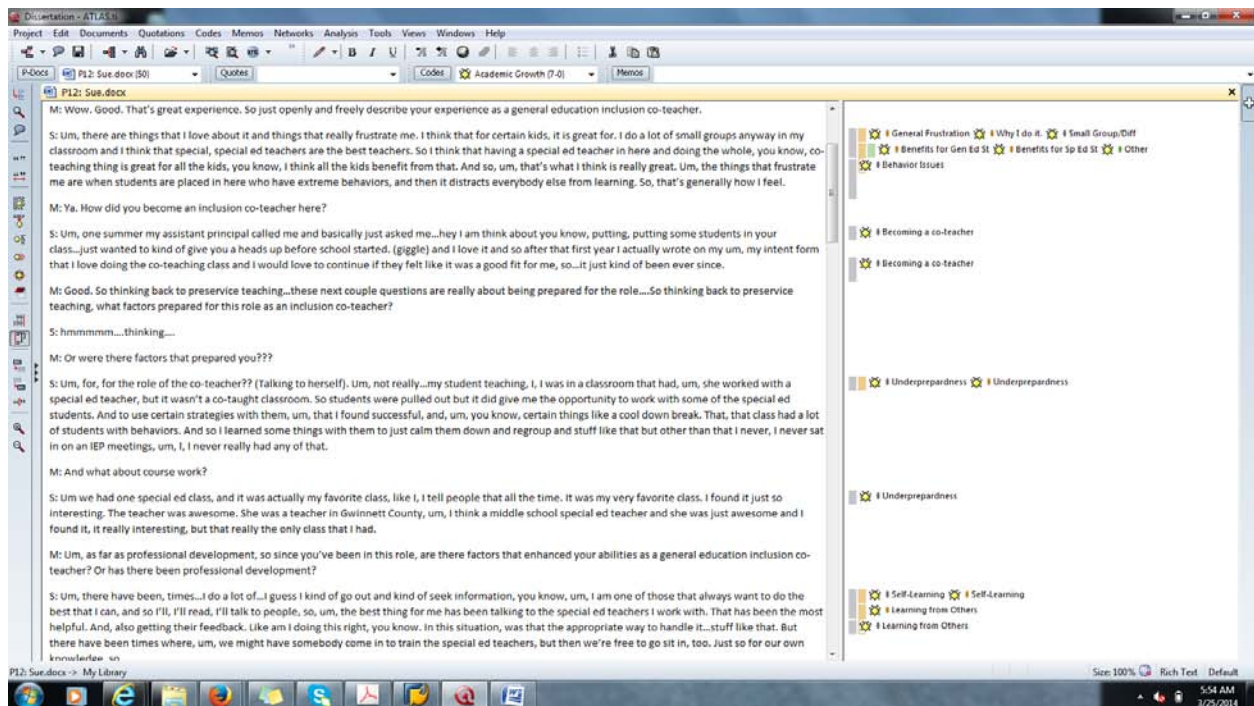 Dissertation - ATLAS.ti
Project Edit Documents Quotations Codes Memos Networks Analysis Tools Views Windows Help
P-Docs P12: Sue.docx (50) Quotes Codes Academic Growth (7-0) Memos
P12: Sue.docx
M: Wow. Good. That's great experience. So just openly and freely describe your experience as a general education inclusion co-teacher.
S: Um, there are things that I love about it and things that really frustrate me. I think that for certain kids, it is great for. I do a lot of small groups anyway in my
classroom and I think that special, special ed teachers are the best teachers. So I think that having a special ed teacher in here and doing the whole, you know, co-
teaching thing is great for all the kids, you know, I think all the kids benefit from that. And so, um, that's what I think is really great. Um, the things that frustrate
me are when students are placed in here who have extreme behaviors, and then it distracts everybody else from learning. So, that's generally how I feel.
General Frustration Why I do it. Small Group/Diff
Benefits for Gen Ed St Benefits for Sp Ed St Other
Behavior Issues
M: Ya. How did you become an inclusion co-teacher here?
S: Um, one summer my assistant principal called me and basically just asked me...hey I am think about you know, putting, putting some students in your
class...just wanted to kind of give you a heads up before school started. (giggle) and I love it and so after that first year I actually wrote on my um, my intent form
that I love doing the co-teaching class and I would love to continue if they felt like it was a good fit for me, so...it just kind of been ever since.
Becoming a co-teacher
Becoming a co-teacher
M: Good. So thinking back to preservice teaching...these next couple questions are really about being prepared for the role....So thinking back to preservice
teaching, what factors prepared for this role as an inclusion co-teacher?
S: hmmmmm....thinking....
M: Or were there factors that prepared you???
S: Um, for, for the role of the co-teacher?? (Talking to herself). Um, not really...my student teaching, I, I was in a classroom that had, um, she worked with a
special ed teacher, but it wasn't a co-taught classroom. So students were pulled out but it did give me the opportunity to work with some of the special ed
students. And to use certain strategies with them, um, that I found successful, and, um, you know, certain things like a cool down break. That, that class had a lot
of students with behaviors. And so I learned some things with them to just calm them down and regroup and stuff like that but other than that I never, I never sat
in on an IEP meetings, um, I, I never really had any of that.
Underprepardness Underprepardness
M: And what about course work?
S: Um we had one special ed class, and it was actually my favorite class, like I, I tell people that all the time. It was my very favorite class. I found it just so
interesting. The teacher was awesome. She was a teacher in Gwinnett County, um, I think a middle school special ed teacher and she was just awesome and I
found it, it really interesting, but that really the only class that I had.
Underprepardness
M: Um, as far as professional development, so since you've been in this role, are there factors that enhanced your abilities as a general education inclusion co-
teacher? Or has there been professional development?
S: Um, there have been, times...I do a lot of...I guess I kind of go out and kind of seek information, you know, um, I am one of those that always want to do the
best that I can, and so I'll, I'll read, I'll talk to people, so, um, the best thing for me has been talking to the special ed teachers I work with. That has been the most
helpful. And, also getting their feedback. Like am I doing this right, you know. In this situation, was that the appropriate way to handle it...stuff like that. But
there have been times where, um, we might have somebody come in to train the special ed teachers, but then we're free to go sit in, too. Just so for our own
knowledge, so
Self-Learning Self-Learning
Learning from Others
Learning from Others
P12: Sue.docx -> My Library
Size: 100% Rich Text Default
5:54 AM
3/25/2014